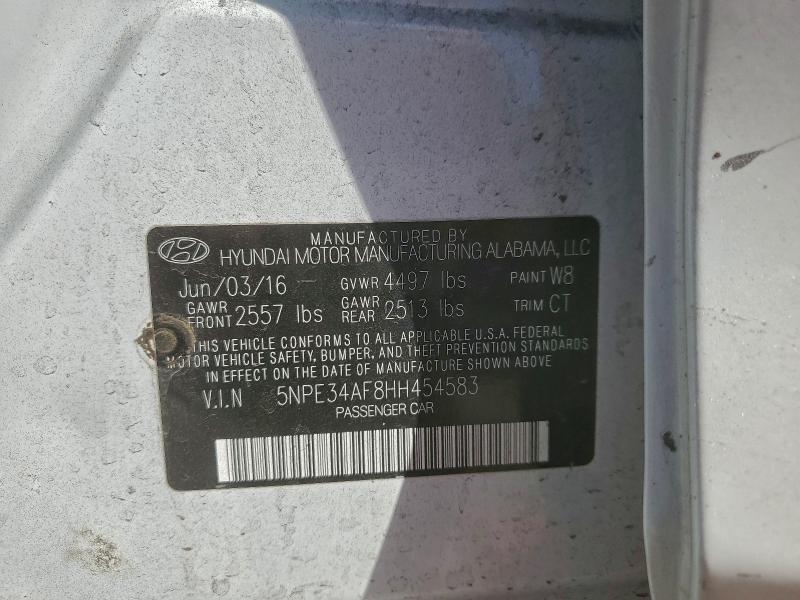 MANUFACTURED BY
HYUNDAI MOTOR MANUFACTURING ALABAMA, LLC
Jun/03/16 GVWR 4497 lbs PAINT W8
GAWR FRONT 2557 lbs GAWR REAR 2513 lbs TRIM CT
THIS VEHICLE CONFORMS TO ALL APPLICABLE U.S.A. FEDERAL
MOTOR VEHICLE SAFETY, BUMPER, AND THEFT PREVENTION STANDARDS
IN EFFECT ON THE DATE OF MANUFACTURE SHOWN ABOVE
V.I.N 5NPE34AF8HH454583
PASSENGER CAR